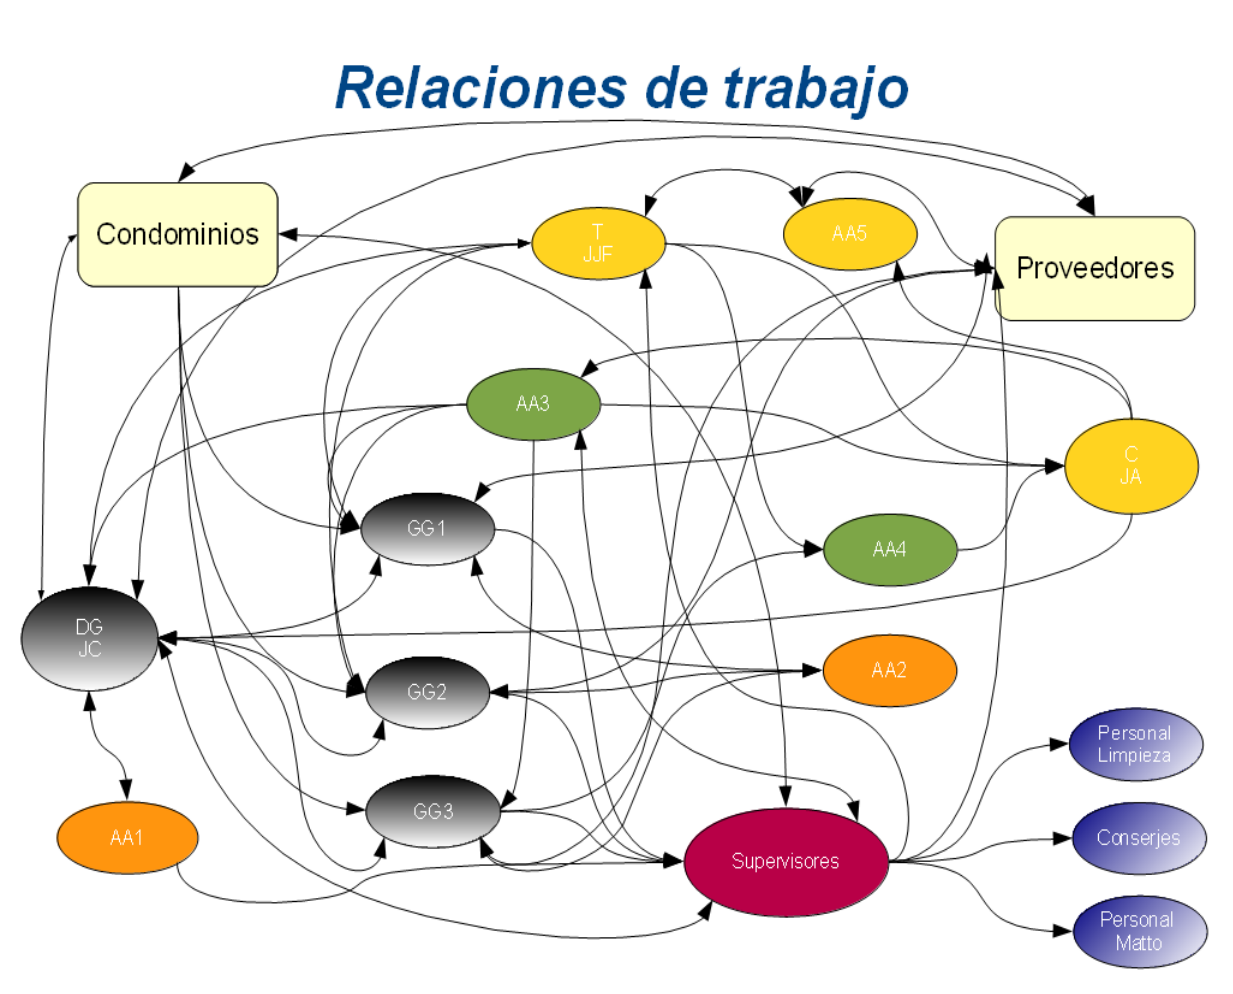 Relaciones de trabajo
Condominios
T
JJF
AA5
Proveedores
AA3
C
JA
GG1
AA4
DG
JC
GG2
AA2
Personal
Limpieza
GG3
AA1
Supervisores
Conserjes
Personal
Matto